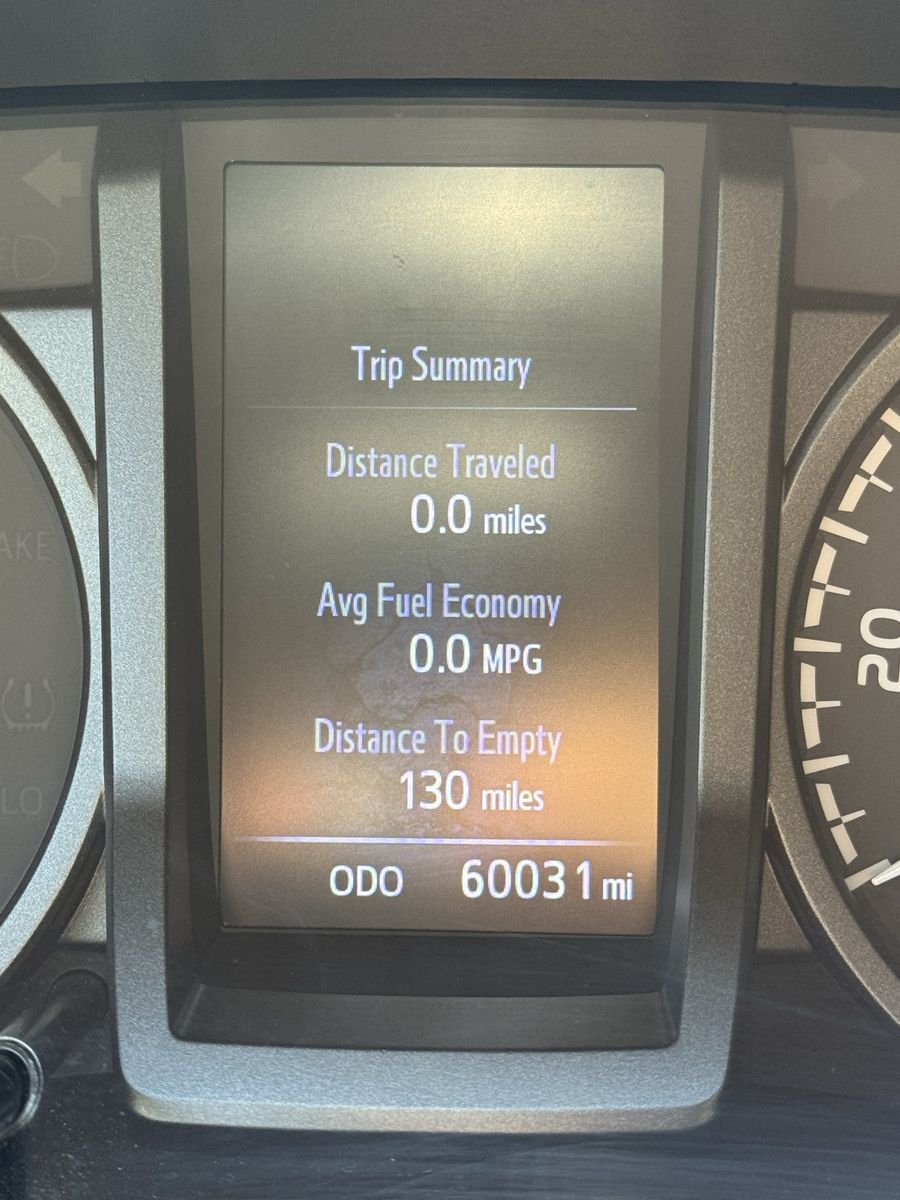 Trip Summary
Distance Traveled
0.0 miles
Avg Fuel Economy
0.0 MPG
Distance To Empty
130 miles
ODO 60031 mi
20